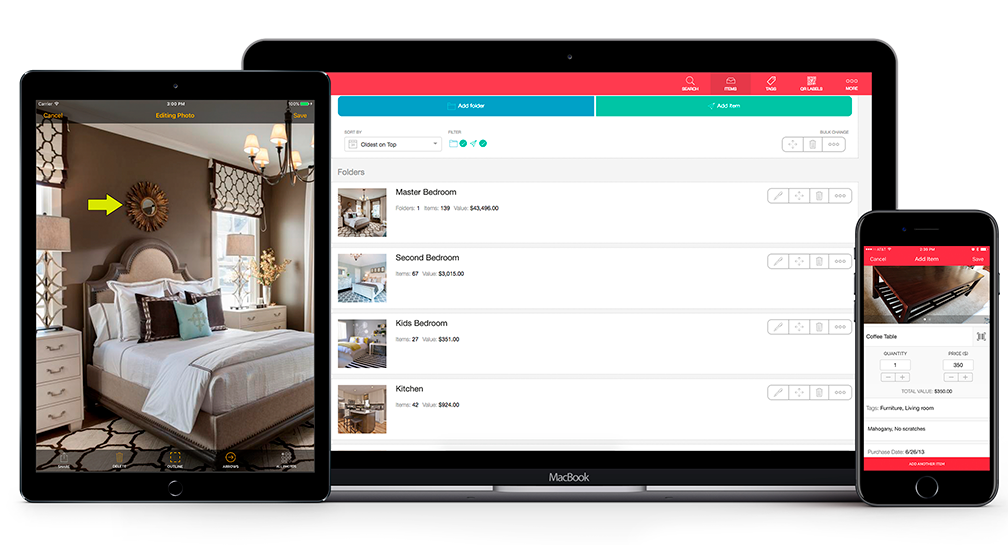 Carrier 3:00 PM 100%
Cancel Editing Photo Save
SHARE DELETE OUTLINE ARROWS
SEARCH ITEMS TAGS QR LABELS MORE
Add folder Add item
SORT BY FILTER BULK CHANGE
Oldest on Top
Folders
Master Bedroom
Folders: 1 Items: 139 Value: $43,496.00
Second Bedroom
Items: 67 Value: $3,015.00
Kids Bedroom
Items: 27 Value: $351.00
Kitchen
Items: 42 Value: $924.00
MacBook
AT&T 2:36 PM
Cancel Add Item Save
Coffee Table
QUANTITY PRICE ($)
1 350
TOTAL VALUE: $350.00
Tags: Furniture, Living room
Mahogany, No scratches
Purchase Date: 6/26/13
ADD ANOTHER ITEM